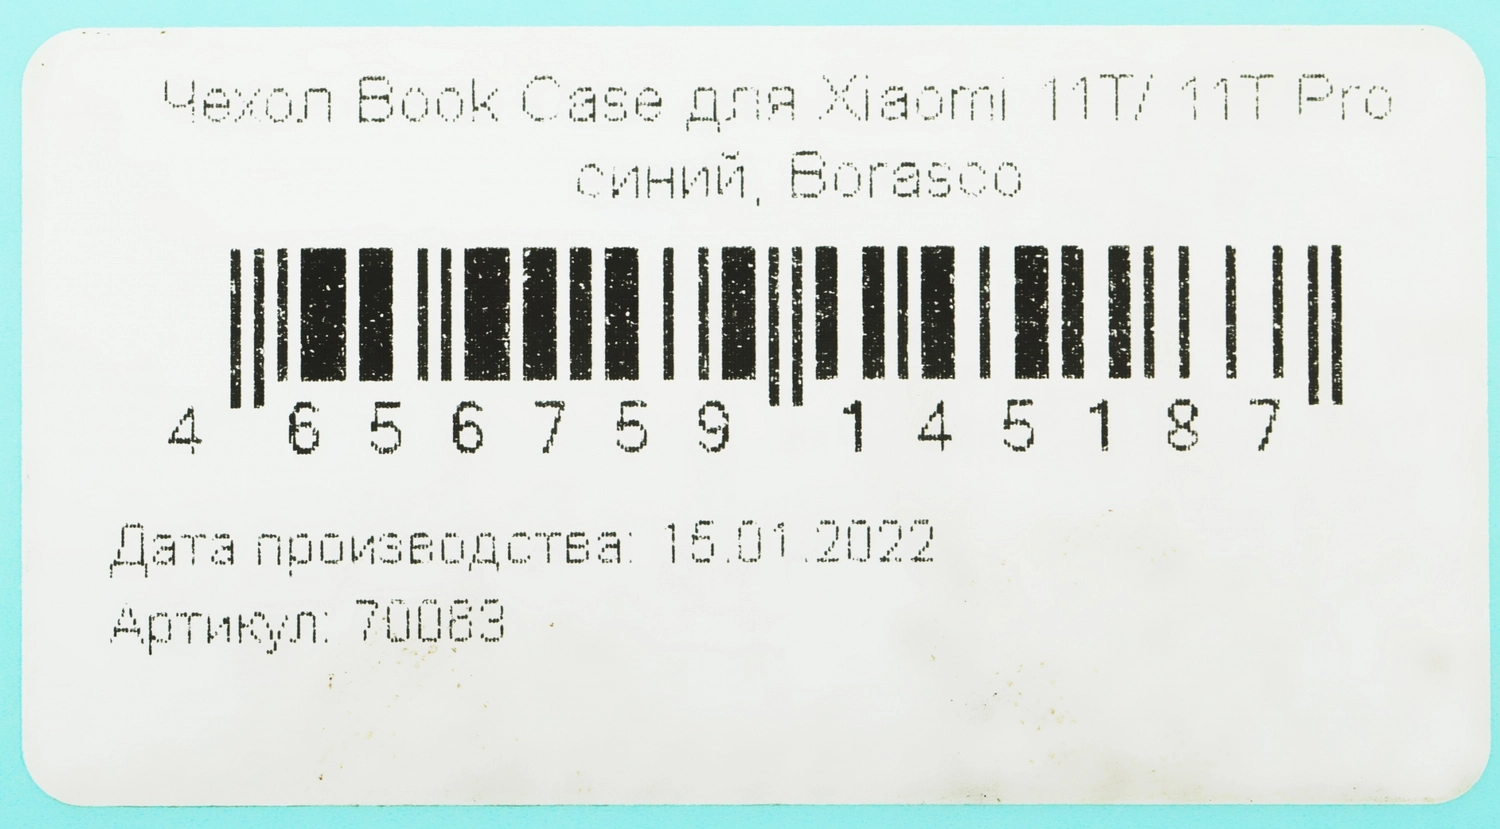 Чехол Book Case для Xiaomi 11T/ 11T Pro
синий, Borasco
4 656759 145187
Дата производства: 15.01.2022
Артикул: 70083